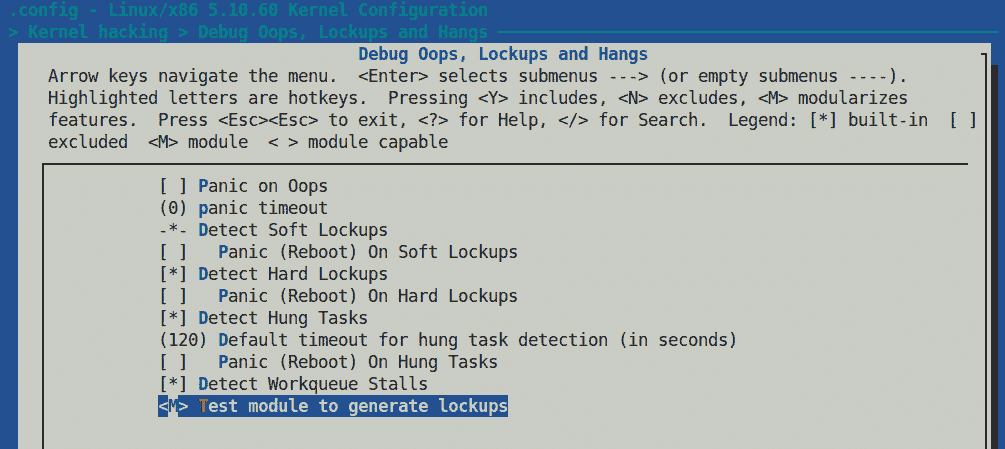 .config - Linux/x86 5.10.60 Kernel Configuration
> Kernel hacking > Debug Oops, Lockups and Hangs
Debug Oops, Lockups and Hangs
Arrow keys navigate the menu.  <Enter> selects submenus ---> (or empty submenus ----).
Highlighted letters are hotkeys.  Pressing <Y> includes, <N> excludes, <M> modularizes
features.  Press <Esc><Esc> to exit, <?> for Help, </> for Search.  Legend: [*] built-in  [ ]
excluded  <M> module  < > module capable
[ ] Panic on Oops
(0) panic timeout
-*- Detect Soft Lockups
[ ]   Panic (Reboot) On Soft Lockups
[*] Detect Hard Lockups
[ ]   Panic (Reboot) On Hard Lockups
[*] Detect Hung Tasks
(120) Default timeout for hung task detection (in seconds)
[ ]   Panic (Reboot) On Hung Tasks
[*] Detect Workqueue Stalls
<M> Test module to generate lockups